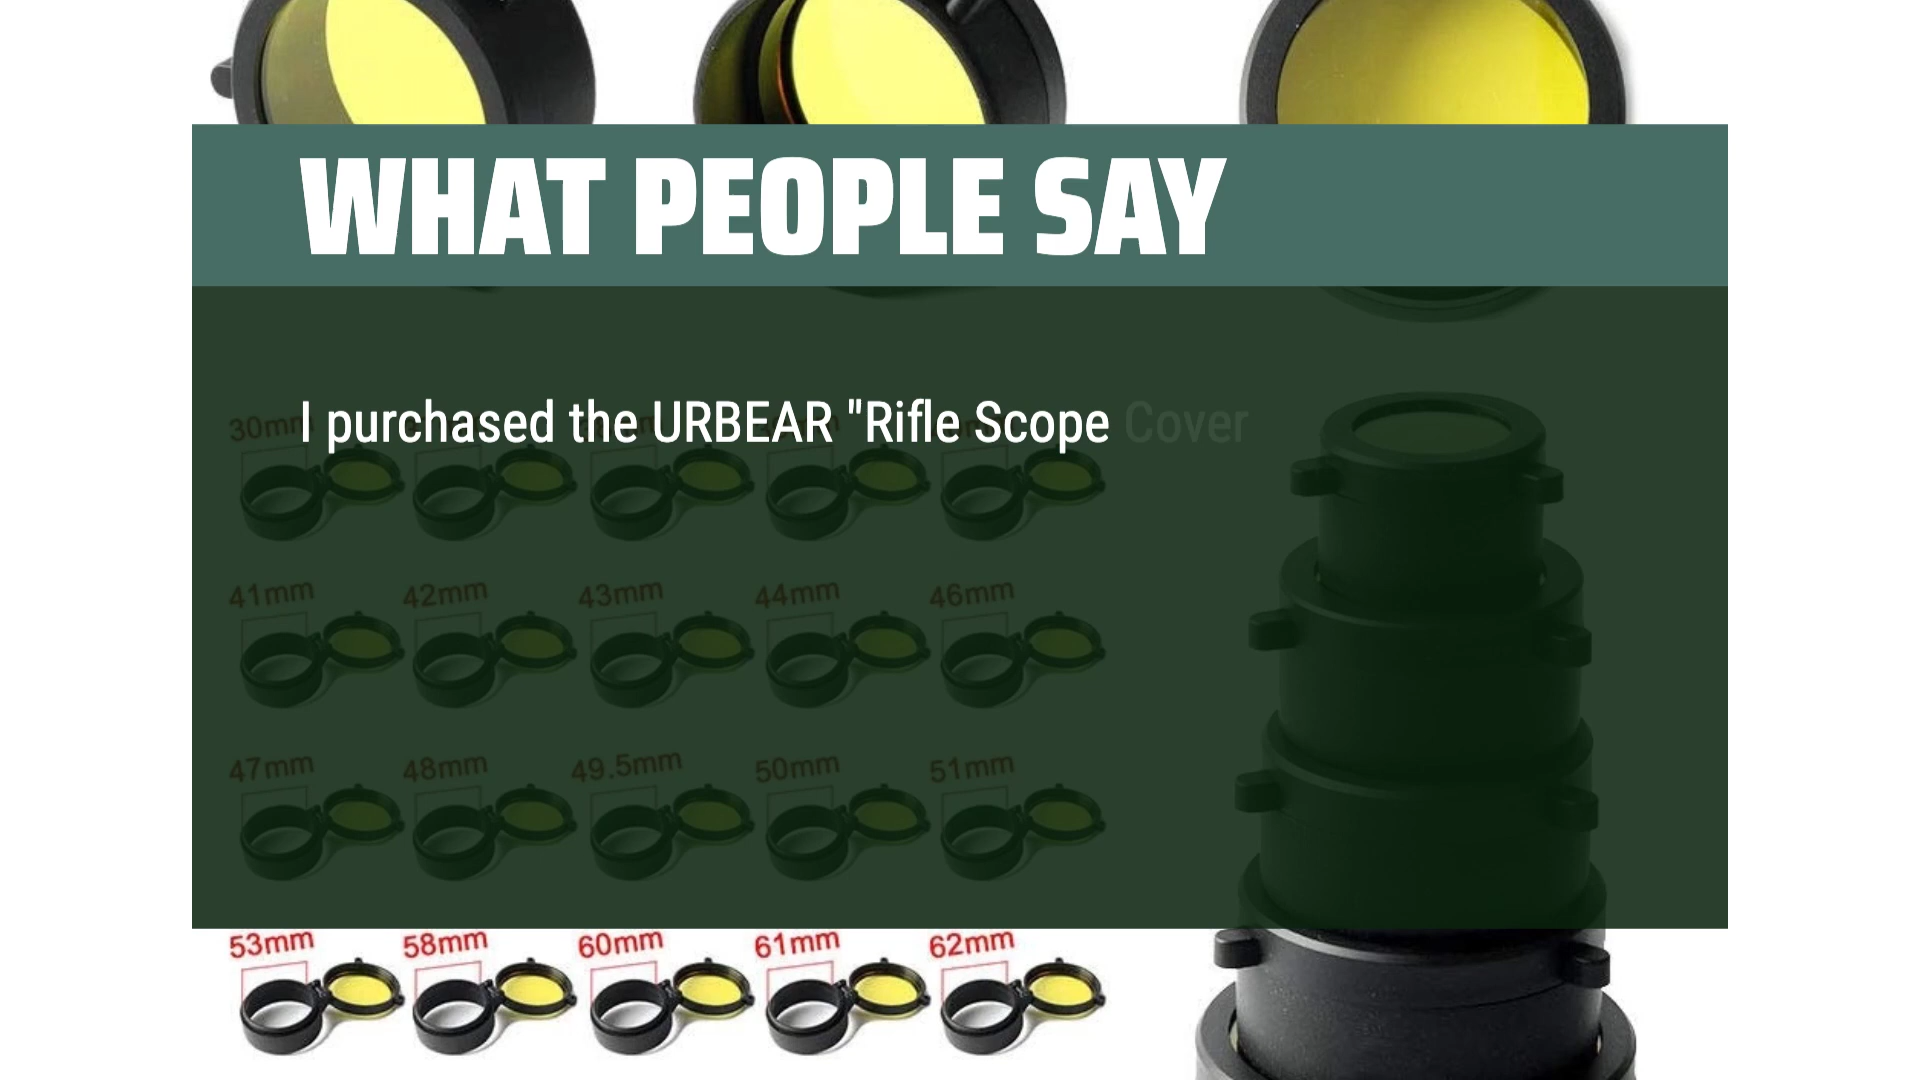 WHAT PEOPLE SAY
I purchased the URBEAR "Rifle Scope Cover
30mm
41mm 42mm 43mm 44mm 46mm
47mm 48mm 49.5mm 50mm 51mm
53mm 58mm 60mm 61mm 62mm